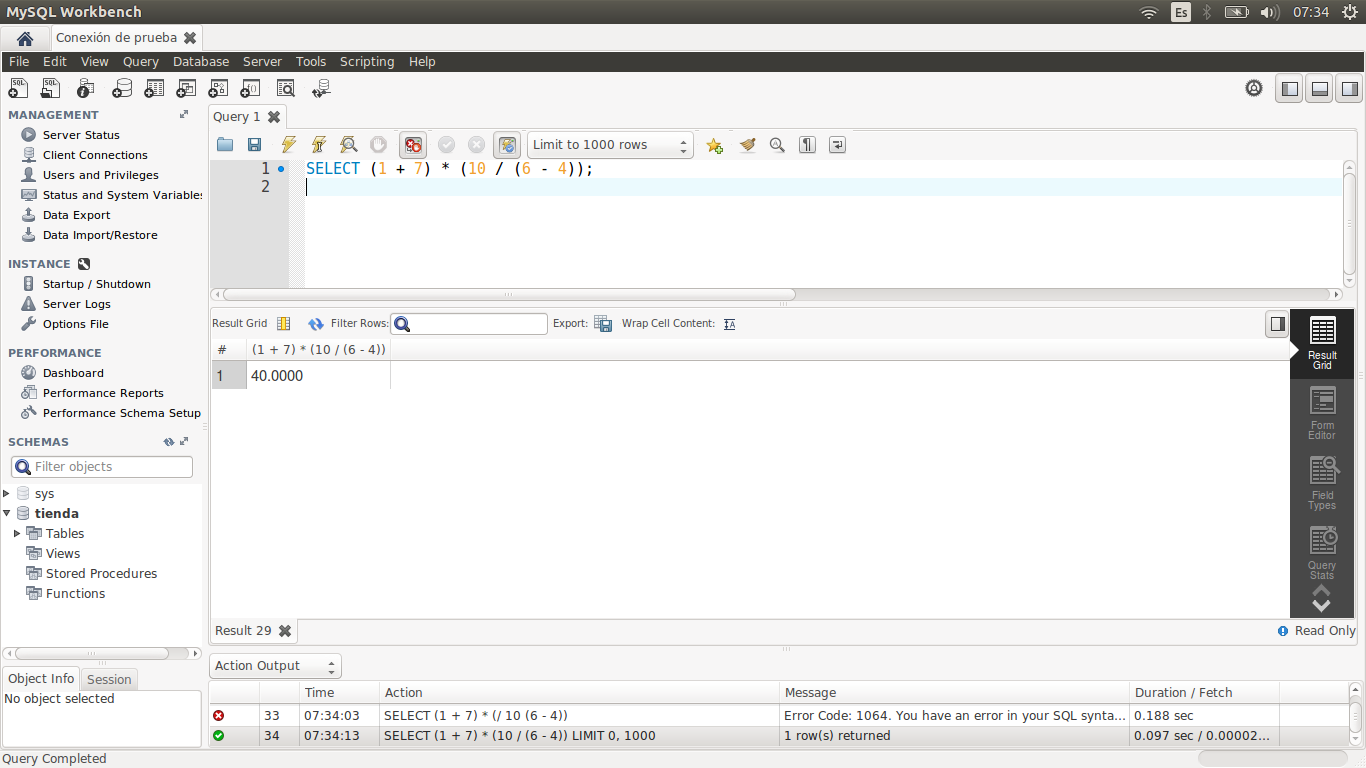 MySQL Workbench
Es
07:34
Conexión de prueba
File Edit View Query Database Server Tools Scripting Help
MANAGEMENT
Server Status
Client Connections
Users and Privileges
Status and System Variable
Data Export
Data Import/Restore
INSTANCE
Startup / Shutdown
Server Logs
Options File
PERFORMANCE
Dashboard
Performance Reports
Performance Schema Setup
SCHEMAS
Filter objects
sys
tienda
Tables
Views
Stored Procedures
Functions
Object Info Session
No object selected
Query 1
Limit to 1000 rows
1 SELECT (1 + 7) * (10 / (6 - 4));
2
Result Grid Filter Rows: Export: Wrap Cell Content:
# (1 + 7) * (10 / (6 - 4))
1 40.0000
Result Grid
Form Editor
Field Types
Query Stats
Result 29
Read Only
Action Output
Time Action Message Duration / Fetch
33 07:34:03 SELECT (1 + 7) * (/ 10 (6 - 4)) Error Code: 1064. You have an error in your SQL synta... 0.188 sec
34 07:34:13 SELECT (1 + 7) * (10 / (6 - 4)) LIMIT 0, 1000 1 row(s) returned 0.097 sec / 0.00002...
Query Completed